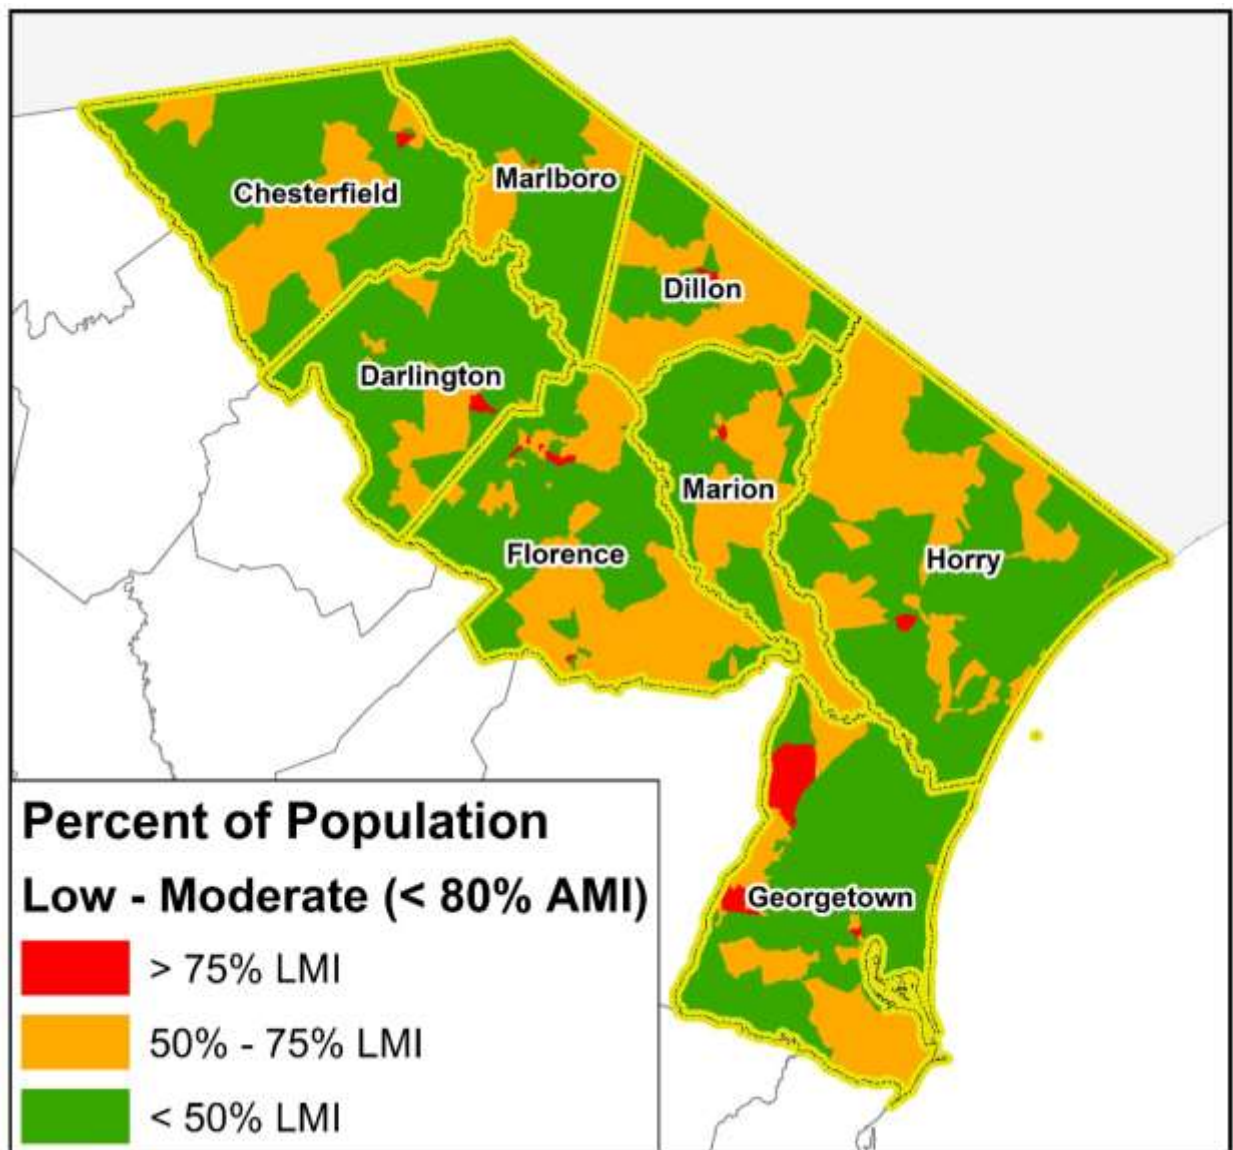 Chesterfield
Marlboro
Dillon
Darlington
Marion
Florence
Horry
Georgetown
Percent of Population
Low - Moderate (< 80% AMI)
> 75% LMI
50% - 75% LMI
< 50% LMI